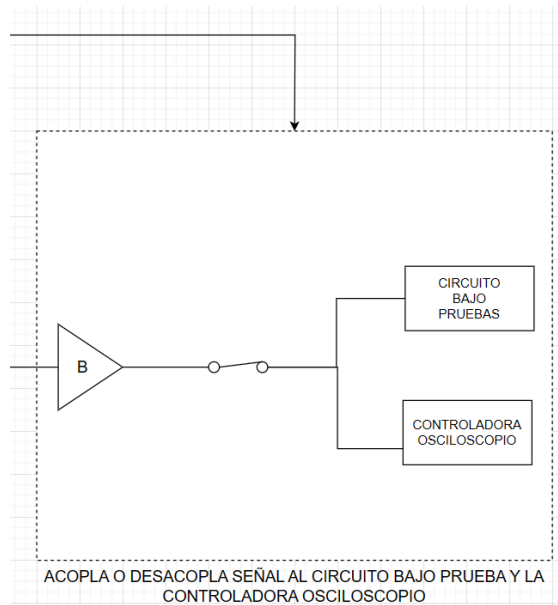 CIRCUITO
BAJO
PRUEBAS
B
CONTROLADORA
OSCILOSCOPIO
ACOPLA O DESACOPLA SEÑAL AL CIRCUITO BAJO PRUEBA Y LA
CONTROLADORA OSCILOSCOPIO